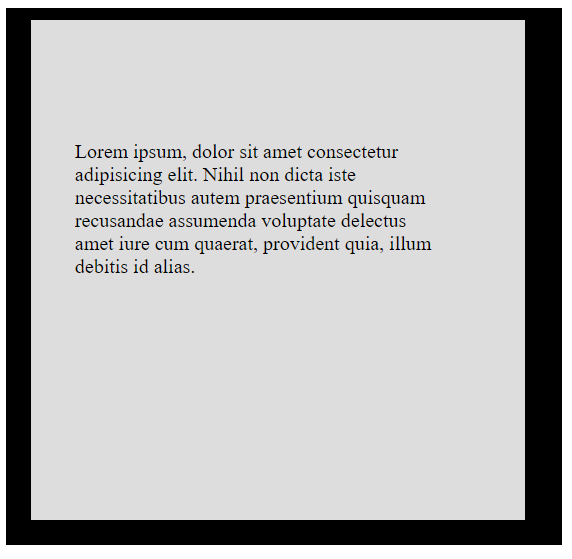 Lorem ipsum, dolor sit amet consectetur
adipisicing elit. Nihil non dicta iste
necessitatibus autem praesentium quisquam
recusandae assumenda voluptate delectus
amet iure cum quaerat, provident quia, illum
debitis id alias.